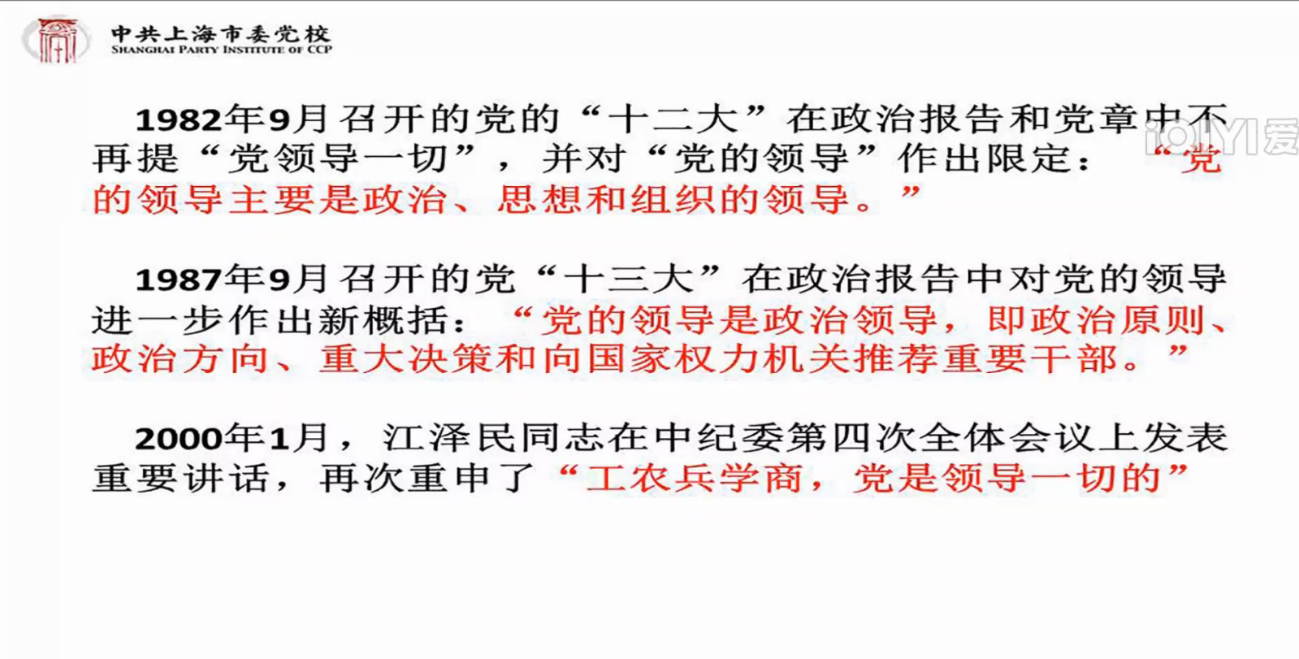 中共上海市委党校
SHANGHAI PARTY INSTITUTE OF CCP
1982年9月召开的党的“十二大”在政治报告和党章中不
再提“党领导一切”，并对“党的领导”作出限定：“党
的领导主要是政治、思想和组织的领导。”
iQIYI爱
1987年9月召开的党“十三大”在政治报告中对党的领导
进一步作出新概括：“党的领导是政治领导，即政治原则、
政治方向、重大决策和向国家权力机关推荐重要干部。”
2000年1月，江泽民同志在中纪委第四次全体会议上发表
重要讲话，再次重申了“工农兵学商，党是领导一切的”